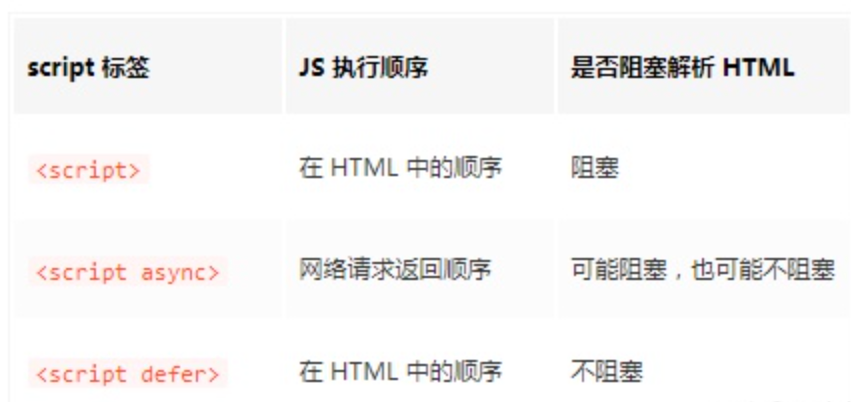 script 标签 JS 执行顺序 是否阻塞解析 HTML
<script> 在 HTML 中的顺序 阻塞
<script async> 网络请求返回顺序 可能阻塞，也可能不阻塞
<script defer> 在 HTML 中的顺序 不阻塞